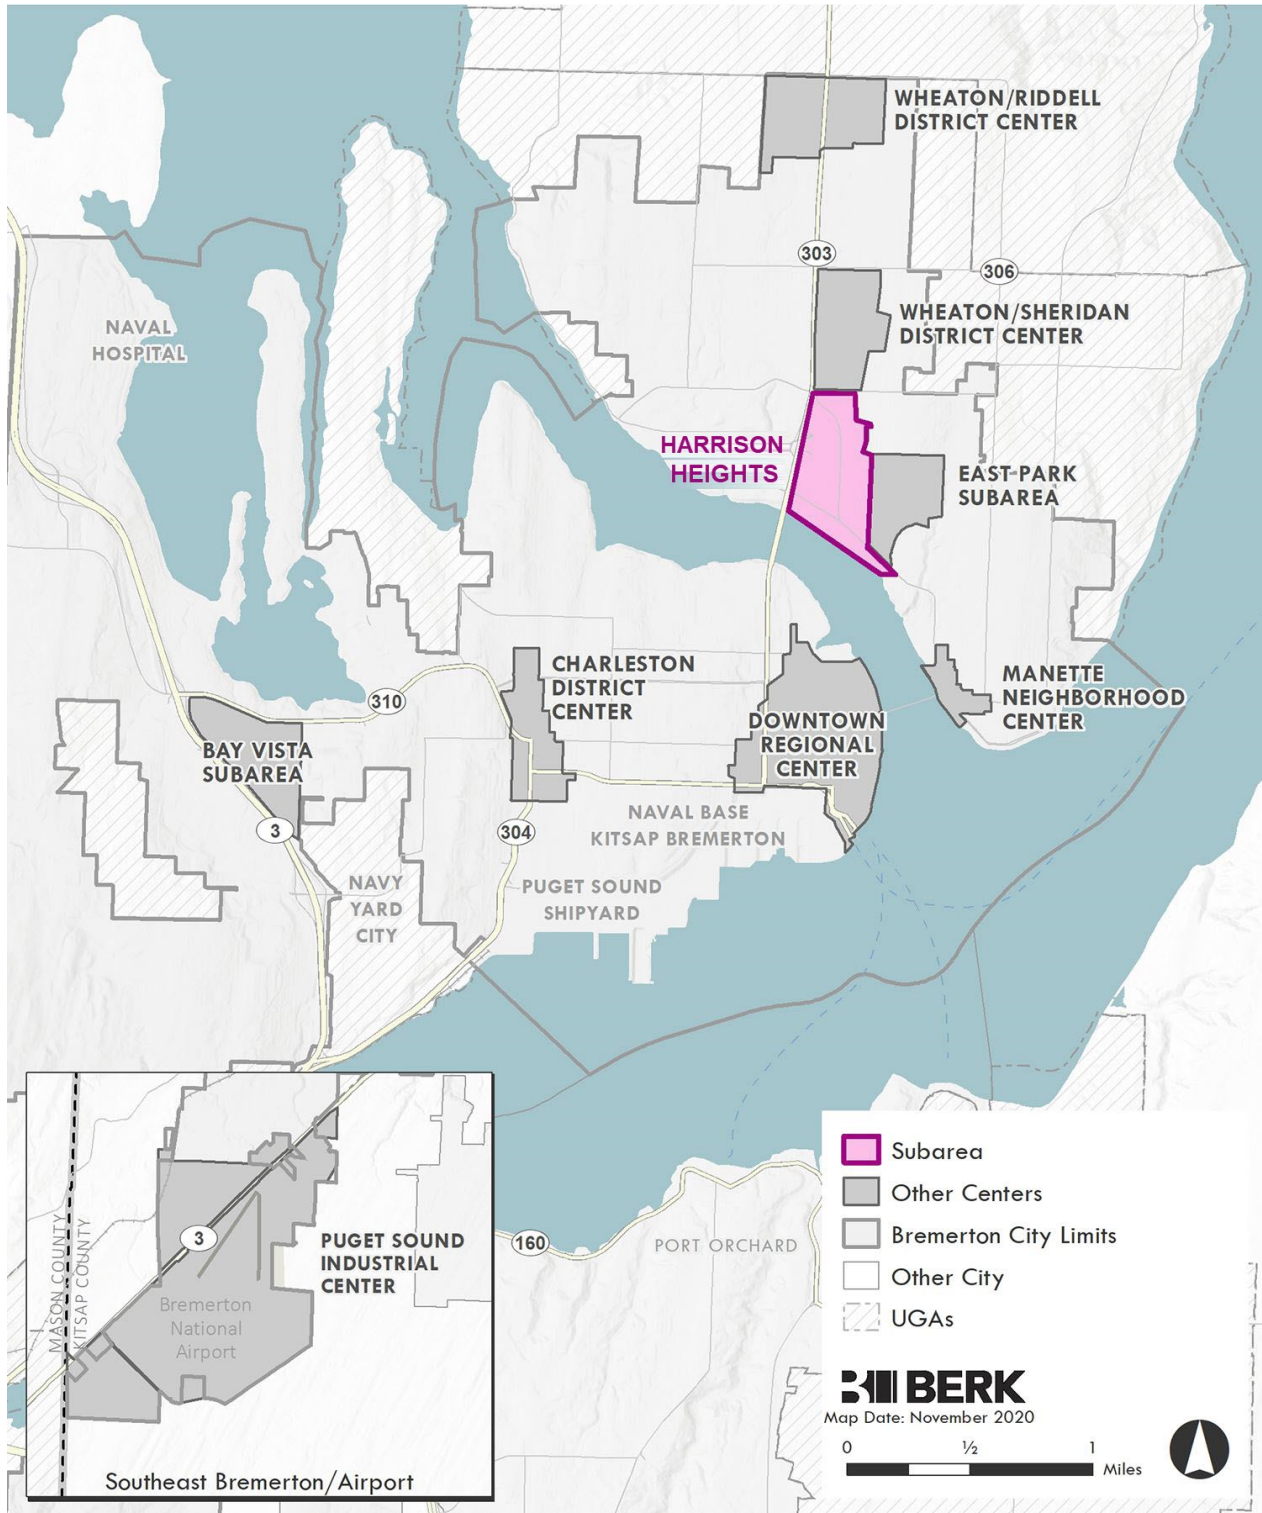 WHEATON/RIDDELL
DISTRICT CENTER
303
306
WHEATON/SHERIDAN
DISTRICT CENTER
NAVAL
HOSPITAL
HARRISON
HEIGHTS
EAST PARK
SUBAREA
CHARLESTON
DISTRICT
CENTER
MANETTE
NEIGHBORHOOD
CENTER
310
DOWNTOWN
REGIONAL
CENTER
BAY VISTA
SUBAREA
3
304
NAVAL BASE
KITSAP BREMERTON
NAVY
YARD
CITY
PUGET SOUND
SHIPYARD
MASON COUNTY
KITSAP COUNTY
3
PUGET SOUND
INDUSTRIAL
CENTER
Bremerton
National
Airport
Southeast Bremerton/Airport
160
PORT ORCHARD
Subarea
Other Centers
Bremerton City Limits
Other City
UGAs
BERK
Map Date: November 2020
0 ½ 1
Miles